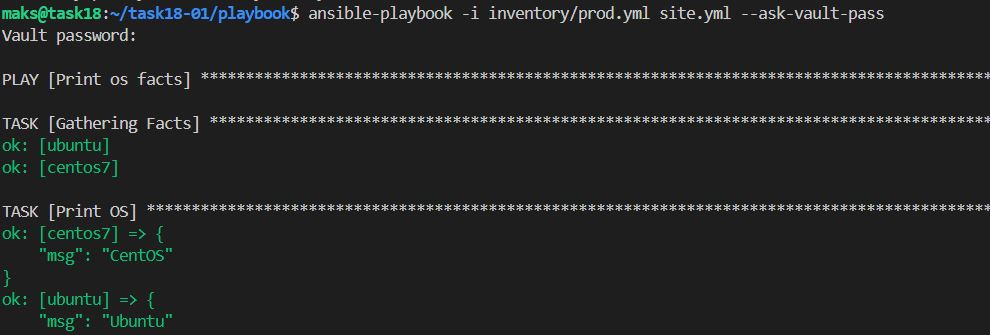 maks@task18:~/task18-01/playbook$ ansible-playbook -i inventory/prod.yml site.yml --ask-vault-pass
Vault password:
PLAY [Print os facts] ****************************************************************************************
TASK [Gathering Facts] ***************************************************************************************
ok: [ubuntu]
ok: [centos7]
TASK [Print OS] **********************************************************************************************
ok: [centos7] => {
    "msg": "CentOS"
}
ok: [ubuntu] => {
    "msg": "Ubuntu"